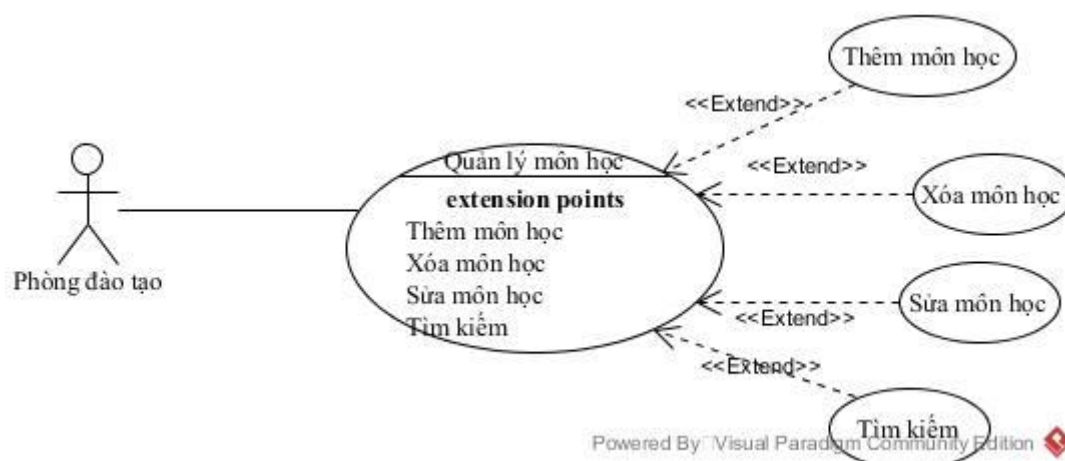 Thêm môn học
<<Extend>>
Quản lý môn học
<<Extend>>
Xóa môn học
extension points
Thêm môn học
Xóa môn học
Sửa môn học
Tìm kiếm
Phòng đào tạo
Sửa môn học
<<Extend>>
<<Extend>>
Tìm kiếm
Powered By Visual Paradigm Community Edition